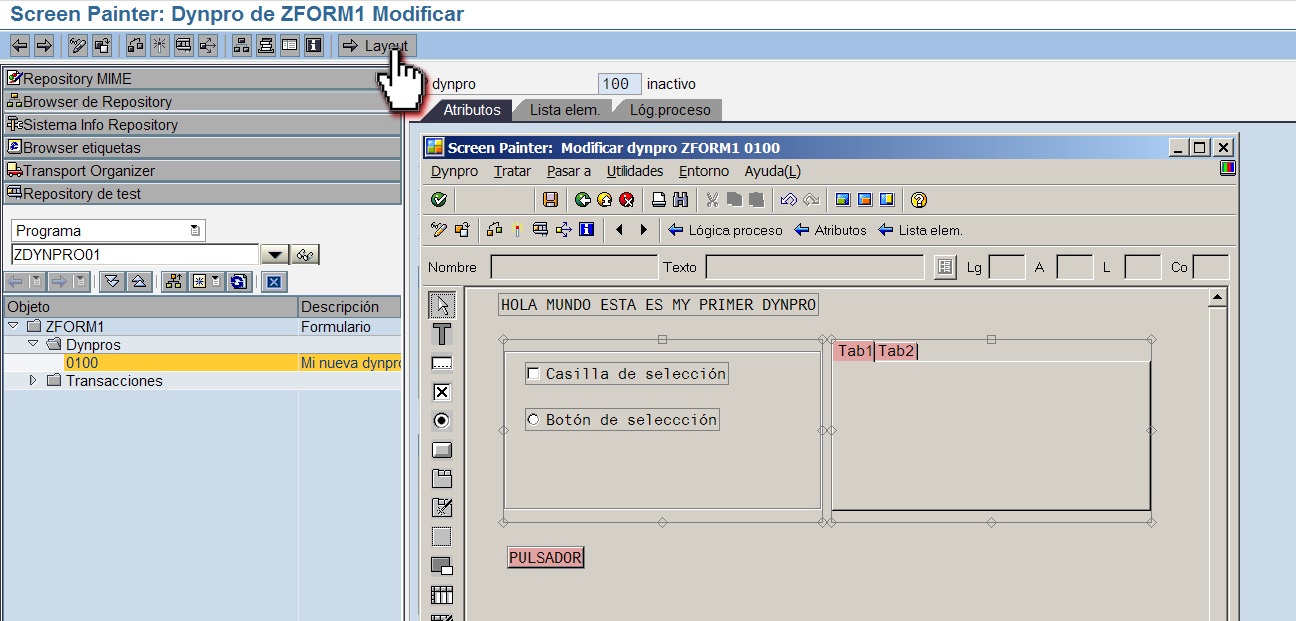 Screen Painter: Dynpro de ZFORM1 Modificar
Layout
Repository MIME
Browser de Repository
Sistema Info Repository
Browser etiquetas
Transport Organizer
Repository de test
Programa
ZDYNPRO01
Objeto Descripción
ZFORM1 Formulario
Dynpros
0100 Mi nueva dynpro
Transacciones
dynpro 100 inactivo
Atributos Lista elem. Lóg.proceso
Screen Painter: Modificar dynpro ZFORM1 0100
Dynpro Tratar Pasar a Utilidades Entorno Ayuda(L)
Lógica proceso Atributos Lista elem.
Nombre Texto Lg A L Co
HOLA MUNDO ESTA ES MY PRIMER DYNPRO
Tab1 Tab2
Casilla de selección
Botón de seleccción
PULSADOR